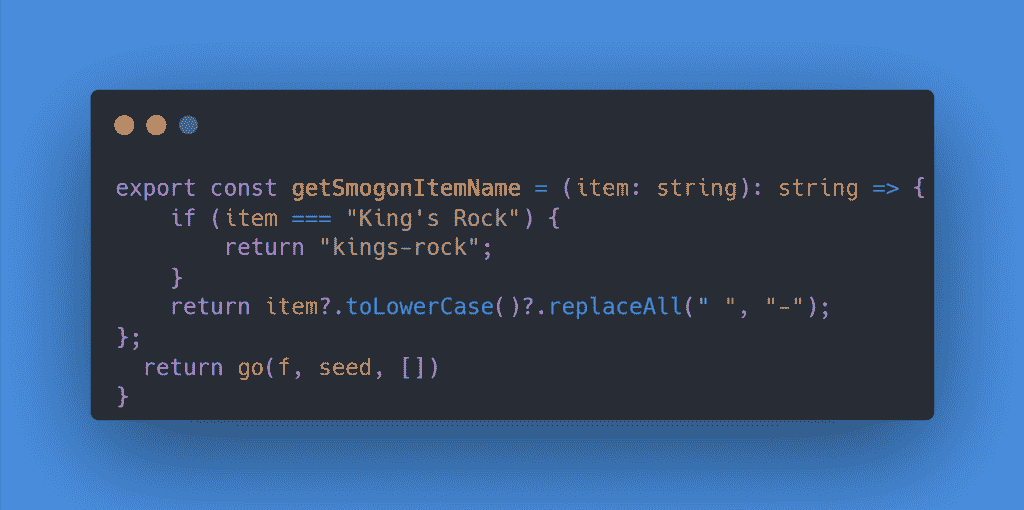 export const getSmogonItemName = (item: string): string => {
    if (item === "King's Rock") {
        return "kings-rock";
    }
    return item?.toLowerCase()?.replaceAll(" ", "-");
};
  return go(f, seed, [])
}